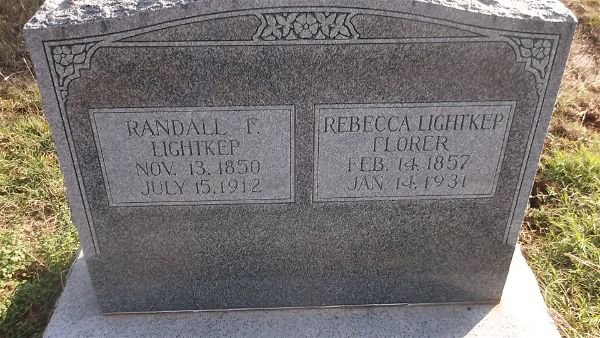 RANDALL F.
LIGHTKEP
NOV. 13, 1850
JULY 15, 1912
REBECCA LIGHTKEP
FLORER
FEB. 14, 1857
JAN. 14, 1931